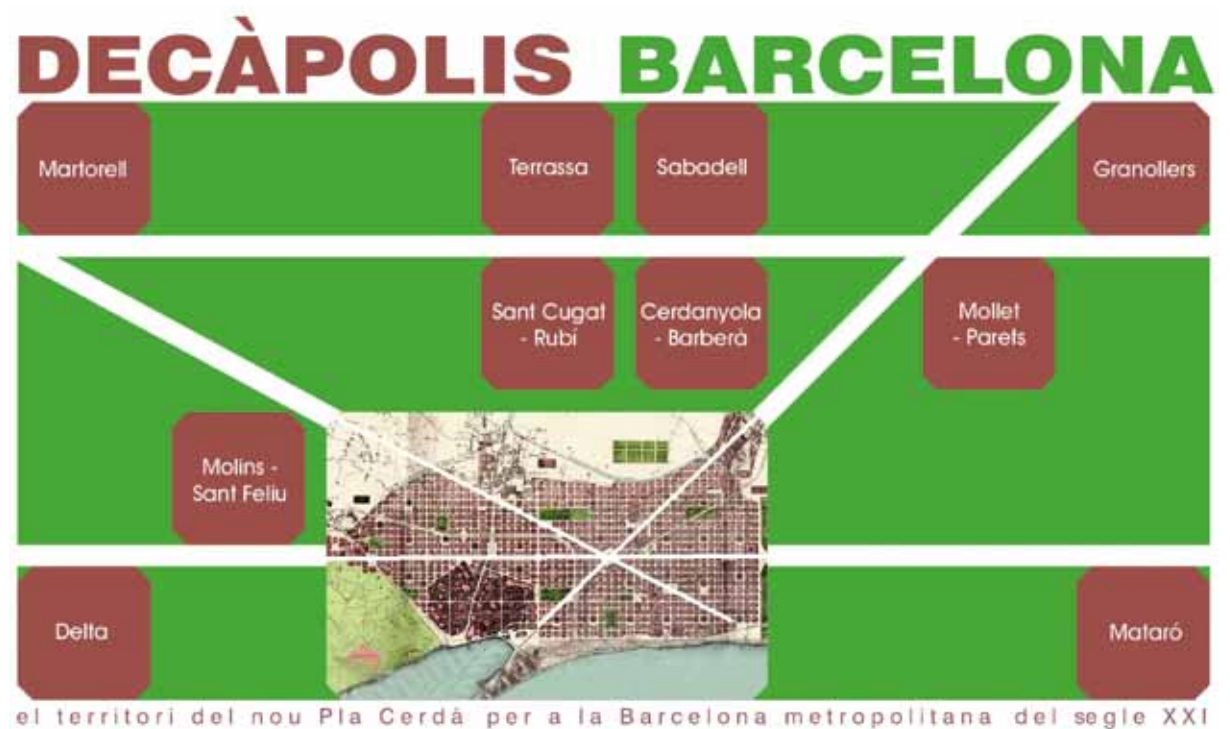 DECÀPOLIS BARCELONA
Martorell
Terrassa
Sabadell
Granollers
Sant Cugat
- Rubí
Cerdanyola
- Barberà
Mollet
- Parets
Molins -
Sant Feliu
Delta
Mataró
el territori del nou Pla Cerdà per a la Barcelona metropolitana del segle XXI